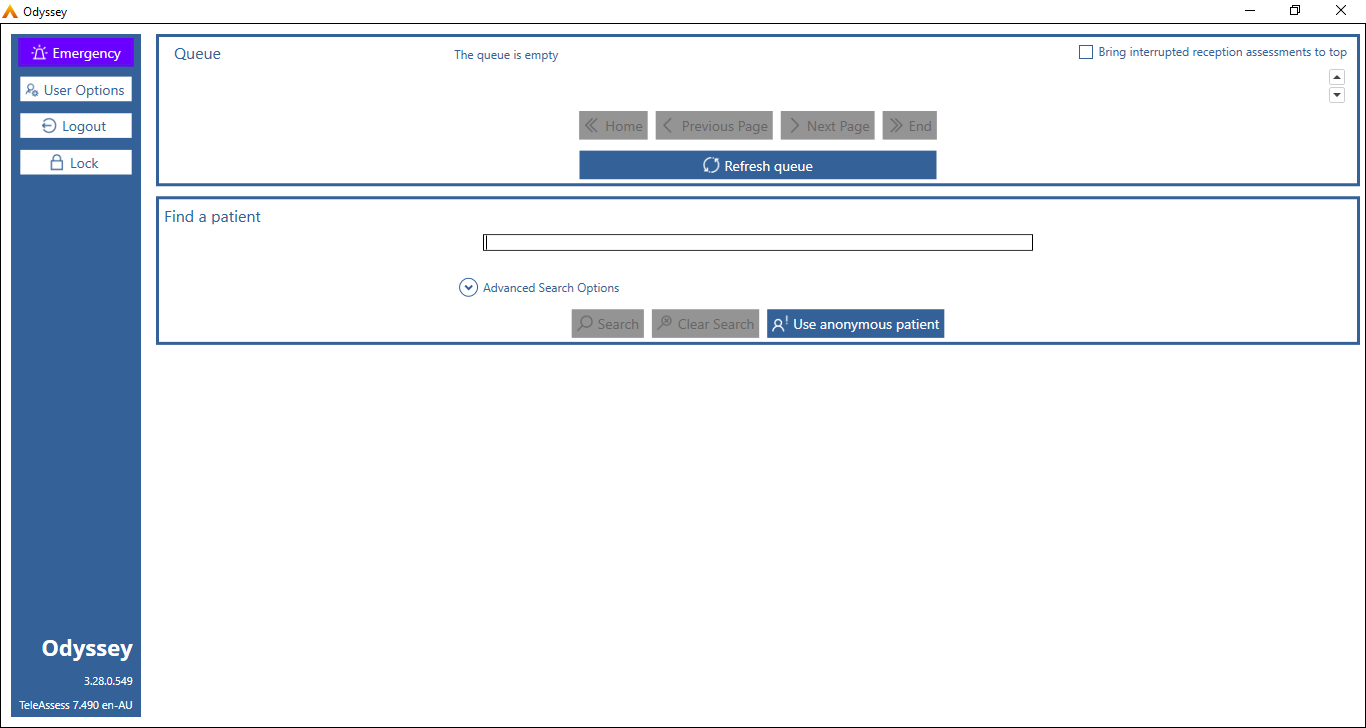 Odyssey
Emergency
User Options
Logout
Lock
Queue
The queue is empty
Bring interrupted reception assessments to top
Home
Previous Page
Next Page
End
Refresh queue
Find a patient
Advanced Search Options
Search
Clear Search
Use anonymous patient
Odyssey
3.28.0.549
TeleAssess 7.490 en-AU